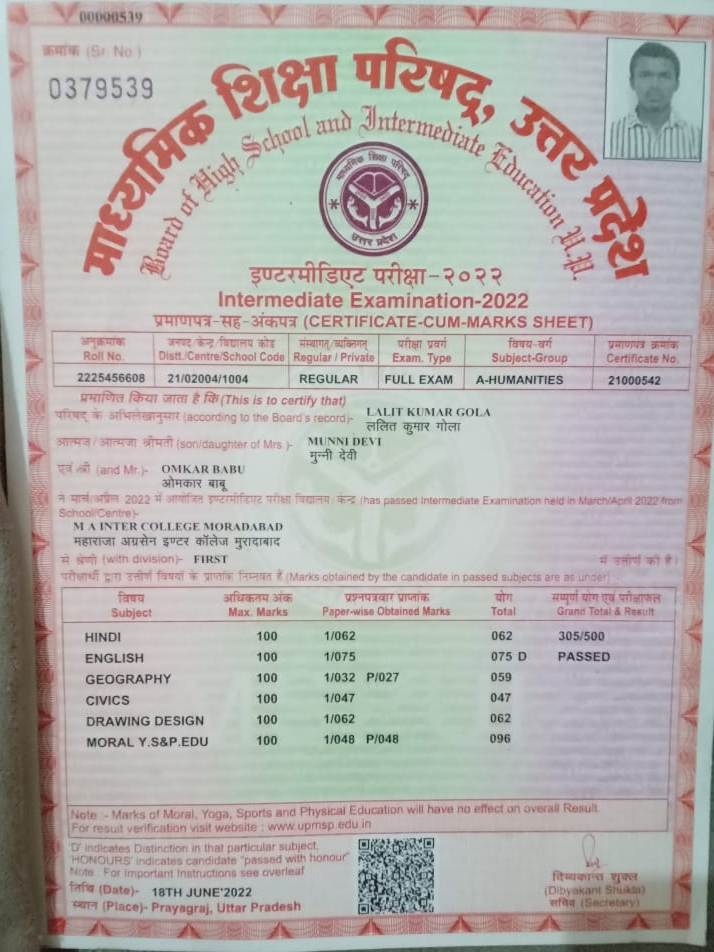 00000539
क्रमांक (Sr. No.)
0379539
माध्यमिक शिक्षा परिषद्, उत्तर प्रदेश
Board of High School and Intermediate Education U.P.
माध्यमिक शिक्षा परिषद्
उत्तर प्रदेश
इण्टरमीडिएट परीक्षा-२०२२
Intermediate Examination-2022
प्रमाणपत्र-सह-अंकपत्र (CERTIFICATE-CUM-MARKS SHEET)
अनुक्रमांक जनपद/केन्द्र/विद्यालय कोड संस्थागत/व्यक्तिगत परीक्षा प्रवर्ग विषय-वर्ग प्रमाणपत्र क्रमांक
Roll No. Distt./Centre/School Code Regular / Private Exam. Type Subject-Group Certificate No.
2225456608 21/02004/1004 REGULAR FULL EXAM A-HUMANITIES 21000542
प्रमाणित किया जाता है कि (This is to certify that)
परिषद् के अभिलेखानुसार (according to the Board's record)- LALIT KUMAR GOLA
ललित कुमार गोला
आत्मज/आत्मजा श्रीमती (son/daughter of Mrs.)- MUNNI DEVI
मुन्नी देवी
एवं श्री (and Mr.)- OMKAR BABU
ओमकार बाबू
ने मार्च/अप्रैल 2022 में आयोजित इण्टरमीडिएट परीक्षा विद्यालय/केन्द्र (has passed Intermediate Examination held in March/April 2022 from
School/Centre)-
M A INTER COLLEGE MORADABAD
महाराजा अग्रसेन इण्टर कॉलेज मुरादाबाद
से श्रेणी (with division)- FIRST में उत्तीर्ण की है।
परीक्षार्थी द्वारा उत्तीर्ण विषयों के प्राप्तांक निम्नवत हैं (Marks obtained by the candidate in passed subjects are as under) -
विषय अधिकतम अंक प्रश्नपत्रवार प्राप्तांक योग सम्पूर्ण योग एवं परीक्षाफल
Subject Max. Marks Paper-wise Obtained Marks Total Grand Total & Result
HINDI 100 1/062 062 305/500
ENGLISH 100 1/075 075 D PASSED
GEOGRAPHY 100 1/032 P/027 059
CIVICS 100 1/047 047
DRAWING DESIGN 100 1/062 062
MORAL Y.S&P.EDU 100 1/048 P/048 096
Note :- Marks of Moral, Yoga, Sports and Physical Education will have no effect on overall Result.
For result verification visit website : www.upmsp.edu.in
'D' indicates Distinction in that particular subject.
'HONOURS' indicates candidate "passed with honour"
Note : For Important Instructions see overleaf
तिथि (Date)- 18TH JUNE'2022
स्थान (Place)- Prayagraj, Uttar Pradesh
दिव्यकान्त शुक्ल
(Dibyakant Shukla)
सचिव (Secretary)